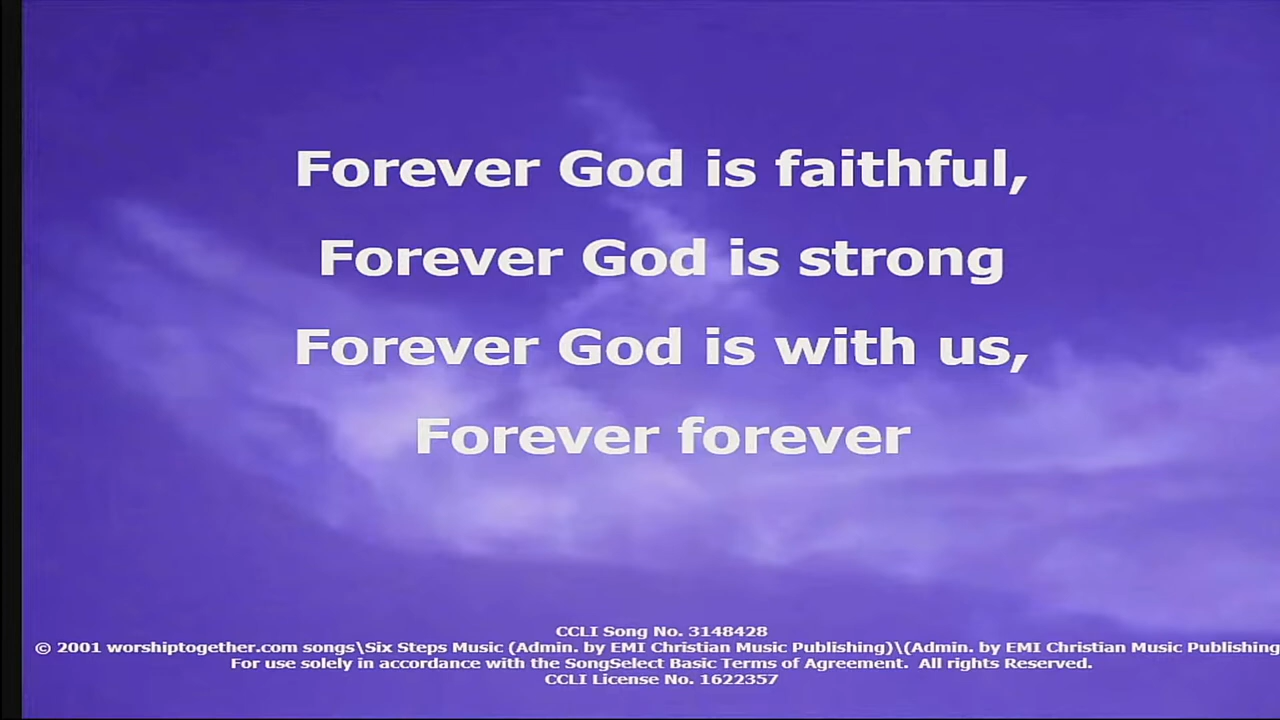 Forever God is faithful,
Forever God is strong
Forever God is with us,
Forever forever
CCLI Song No. 3148428
© 2001 worshiptogether.com songs\Six Steps Music (Admin. by EMI Christian Music Publishing)\(Admin. by EMI Christian Music Publishing
For use solely in accordance with the SongSelect Basic Terms of Agreement.  All rights Reserved.
CCLI License No. 1622357